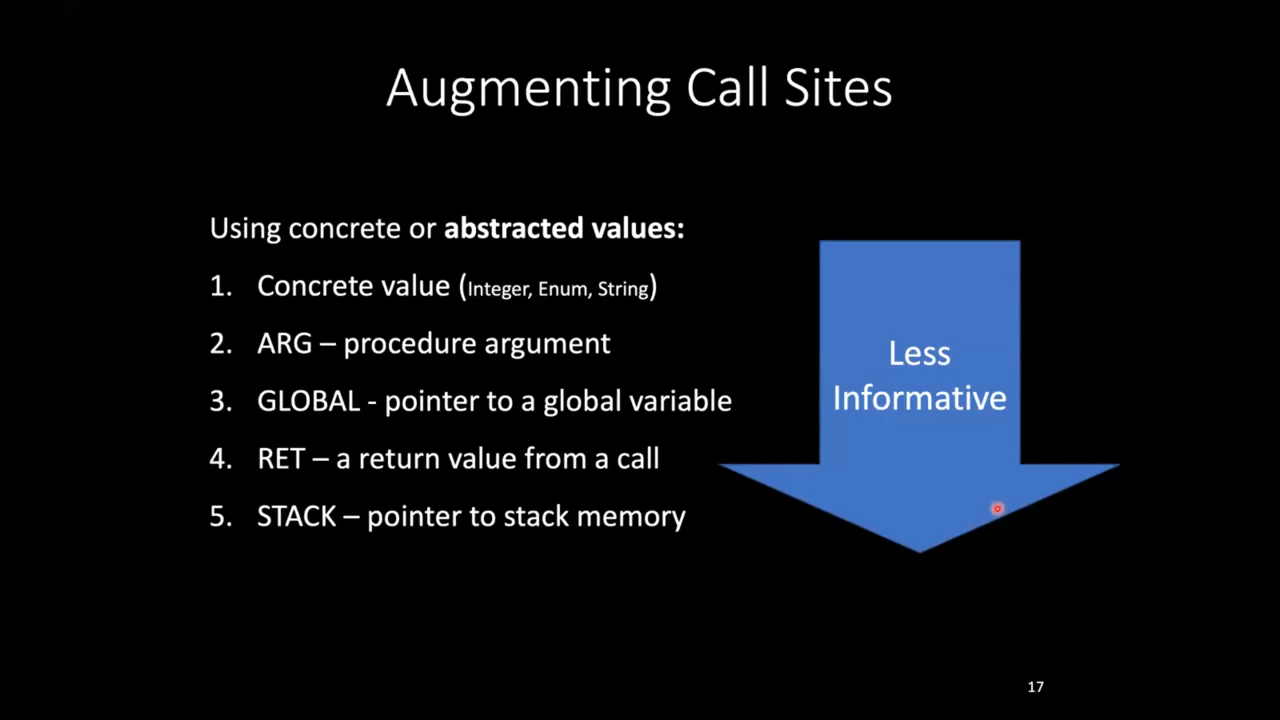 Augmenting Call Sites
Using concrete or abstracted values:
1. Concrete value (Integer, Enum, String)
2. ARG – procedure argument
3. GLOBAL - pointer to a global variable
4. RET – a return value from a call
5. STACK – pointer to stack memory
Less
Informative
17